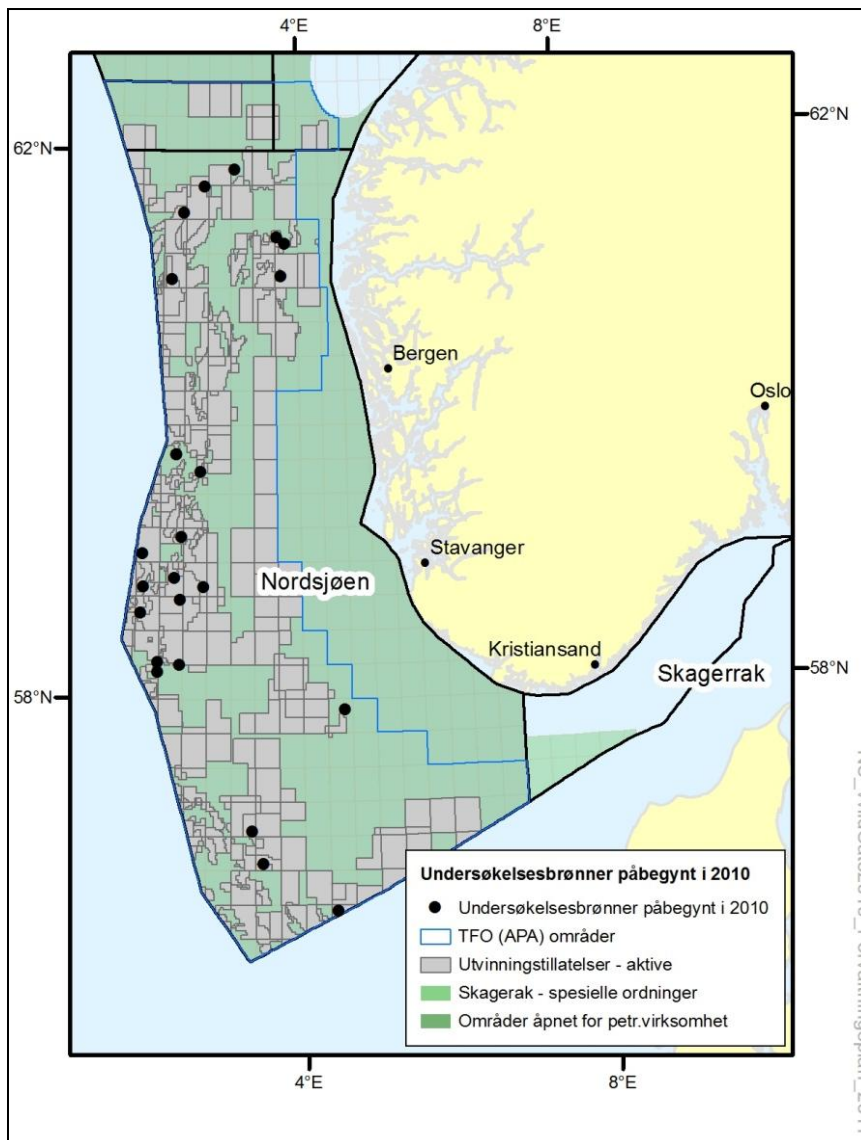 4°E
8°E
62°N
62°N
Bergen
Oslo
Stavanger
Nordsjøen
Kristiansand
Skagerrak
58°N
58°N
Undersøkelsesbrønner påbegynt i 2010
Undersøkelsesbrønner påbegynt i 2010
TFO (APA) områder
Utvinningstillatelser - aktive
Skagerak - spesielle ordninger
Områder åpnet for petr.virksomhet
4°E
8°E